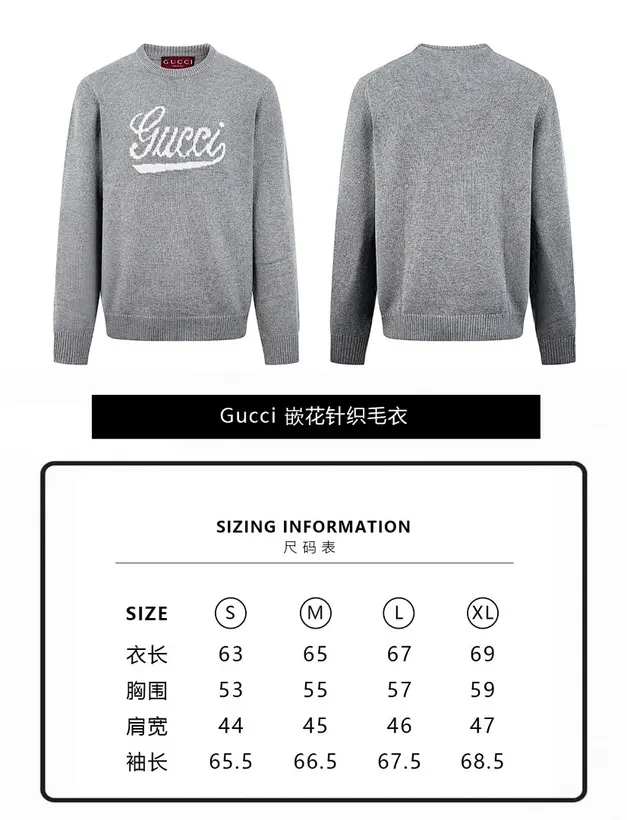 GUCCI
Gucci
Gucci 嵌花针织毛衣
SIZING INFORMATION
尺码表
SIZE S M L XL
衣长 63 65 67 69
胸围 53 55 57 59
肩宽 44 45 46 47
袖长 65.5 66.5 67.5 68.5